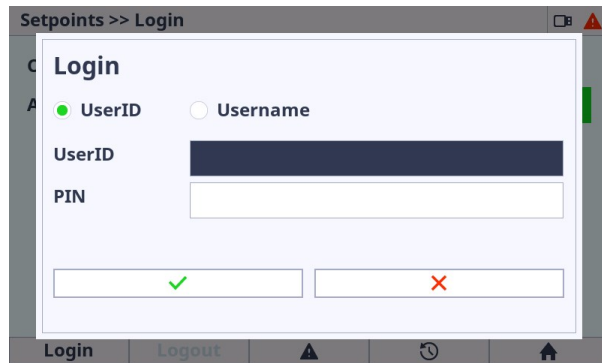 Setpoints >> Login
Login
UserID
Username
UserID
PIN
Login
Logout